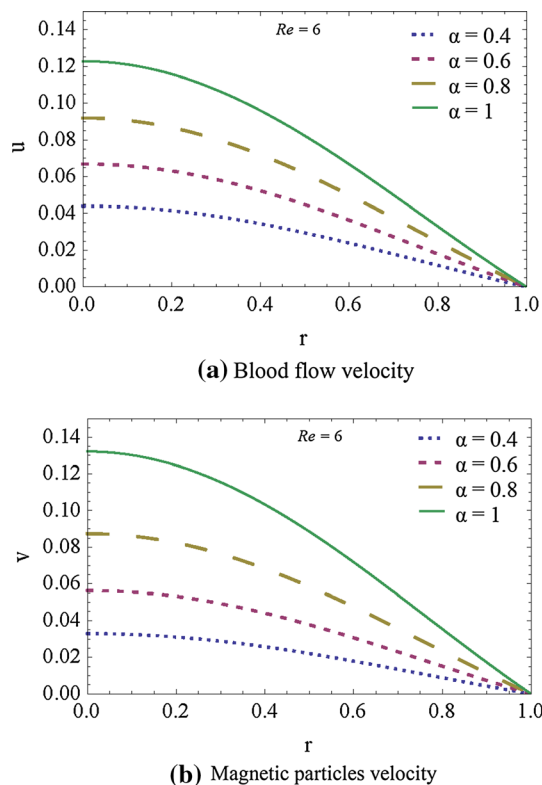 0.14
0.12
0.10
0.08
0.06
0.04
0.02
0.00
u
Re = 6
α = 0.4
α = 0.6
α = 0.8
α = 1
0.0 0.2 0.4 0.6 0.8 1.0
r
(a) Blood flow velocity
0.14
0.12
0.10
0.08
0.06
0.04
0.02
0.00
v
Re = 6
α = 0.4
α = 0.6
α = 0.8
α = 1
0.0 0.2 0.4 0.6 0.8 1.0
r
(b) Magnetic particles velocity